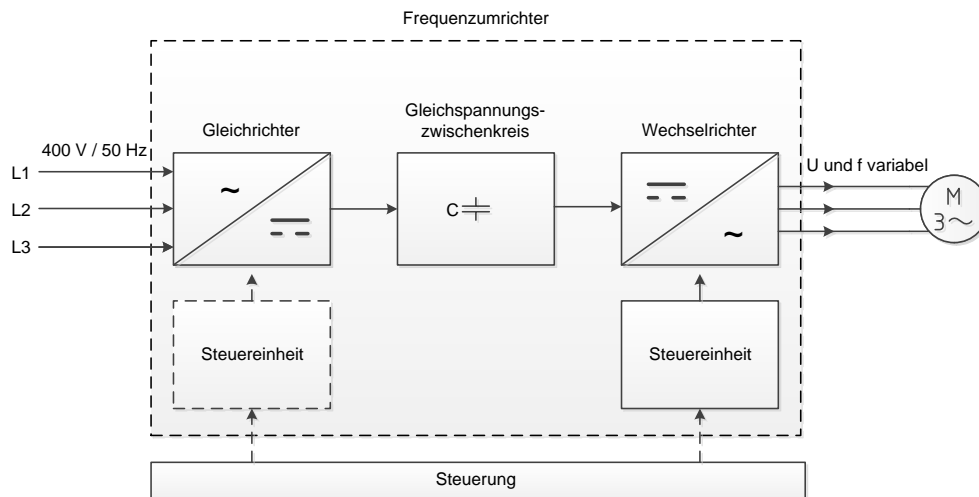 Frequenzumrichter
Gleichspannungs-
zwischenkreis
Gleichrichter
Wechselrichter
400 V / 50 Hz
U und f variabel
L1
L2
L3
~
C
~
M
3~
Steuereinheit
Steuereinheit
Steuerung